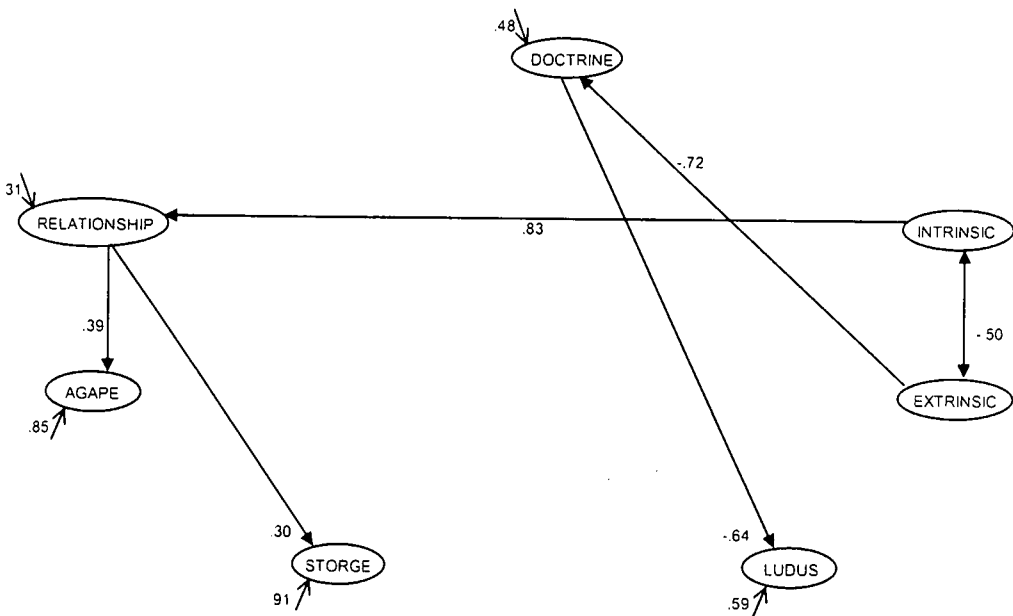 .48
DOCTRINE
-.72
31
RELATIONSHIP
.83
INTRINSIC
.39
- 50
AGAPE
EXTRINSIC
.85
.30
-.64
STORGE
LUDUS
91
.59